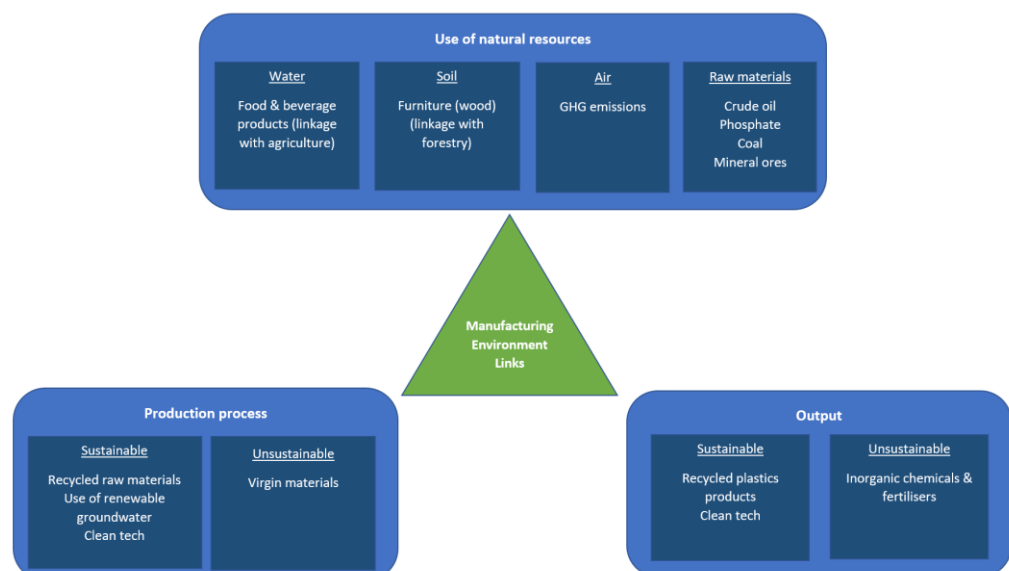 Use of natural resources
Water
Food & beverage
products (linkage
with agriculture)
Soil
Furniture (wood)
(linkage with
forestry)
Air
GHG emissions
Raw materials
Crude oil
Phosphate
Coal
Mineral ores
Manufacturing
Environment
Links
Production process
Sustainable
Recycled raw materials
Use of renewable
groundwater
Clean tech
Unsustainable
Virgin materials
Output
Sustainable
Recycled plastics
products
Clean tech
Unsustainable
Inorganic chemicals &
fertilisers